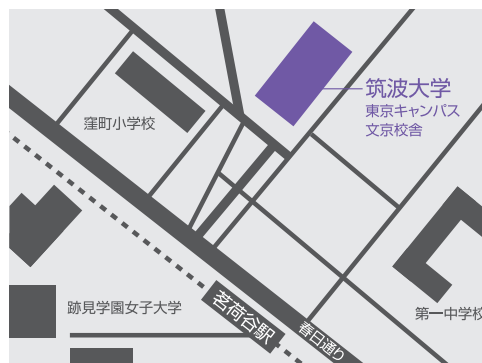 筑波大学
東京キャンパス
文京校舎
窪町小学校
跡見学園女子大学
茗荷谷駅
春日通り
第一中学校